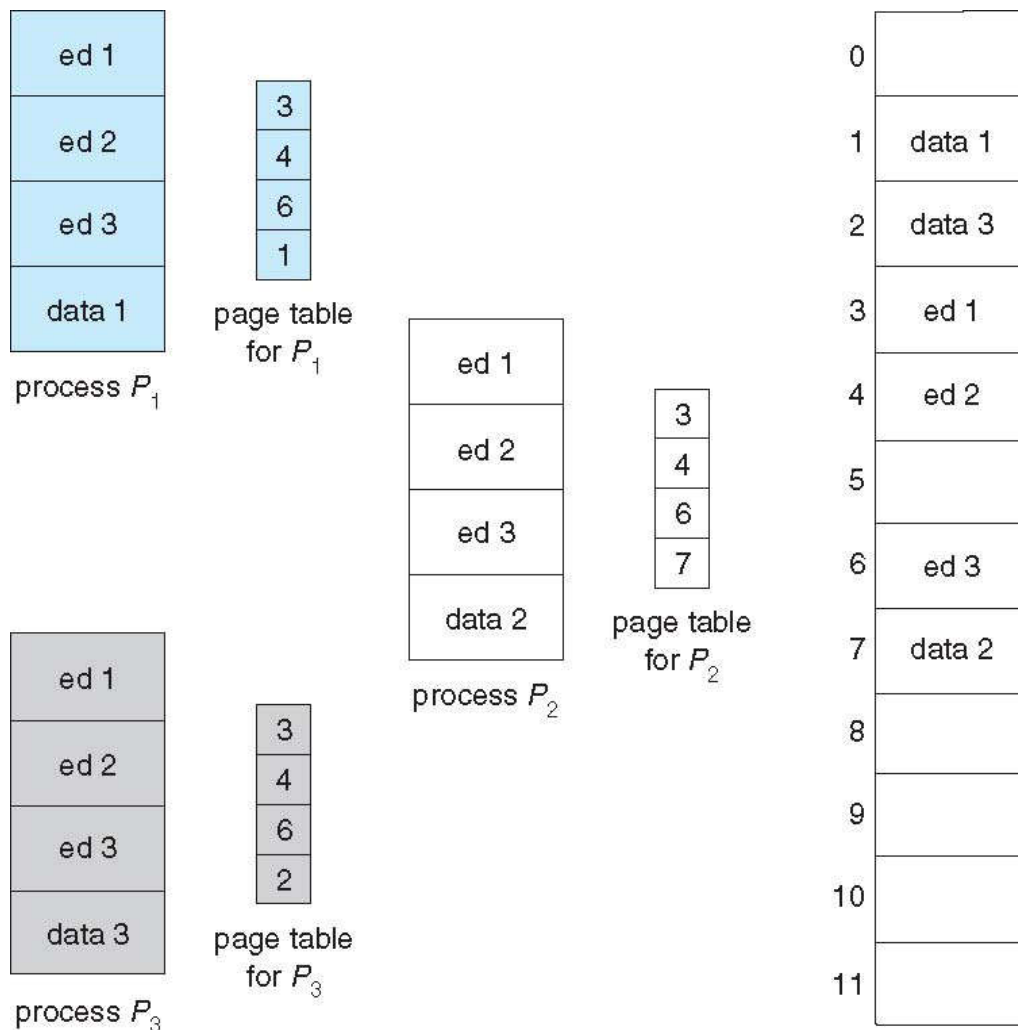 ed 1
ed 2
ed 3
data 1
process P1
3
4
6
1
page table
for P1
ed 1
ed 2
ed 3
data 2
process P2
3
4
6
7
page table
for P2
ed 1
ed 2
ed 3
data 3
process P3
3
4
6
2
page table
for P3
0
1 data 1
2 data 3
3 ed 1
4 ed 2
5
6 ed 3
7 data 2
8
9
10
11